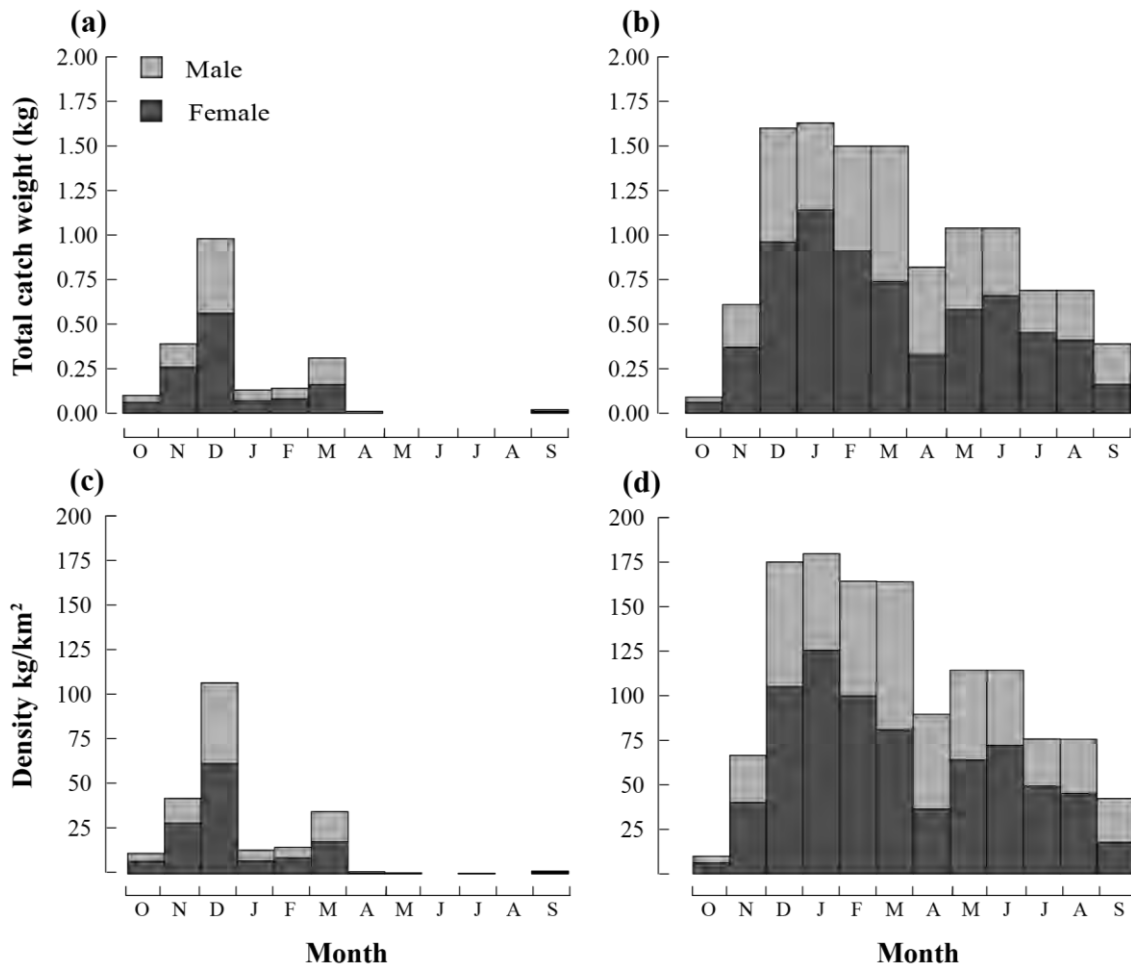 (a)
Total catch weight (kg)
2.00
1.75
1.50
1.25
1.00
0.75
0.50
0.25
0.00
Male
Female
O N D J F M A M J J A S
(b)
2.00
1.75
1.50
1.25
1.00
0.75
0.50
0.25
0.00
O N D J F M A M J J A S
(c)
Density kg/km²
200
175
150
125
100
75
50
25
O N D J F M A M J J A S
Month
(d)
200
175
150
125
100
75
50
25
O N D J F M A M J J A S
Month